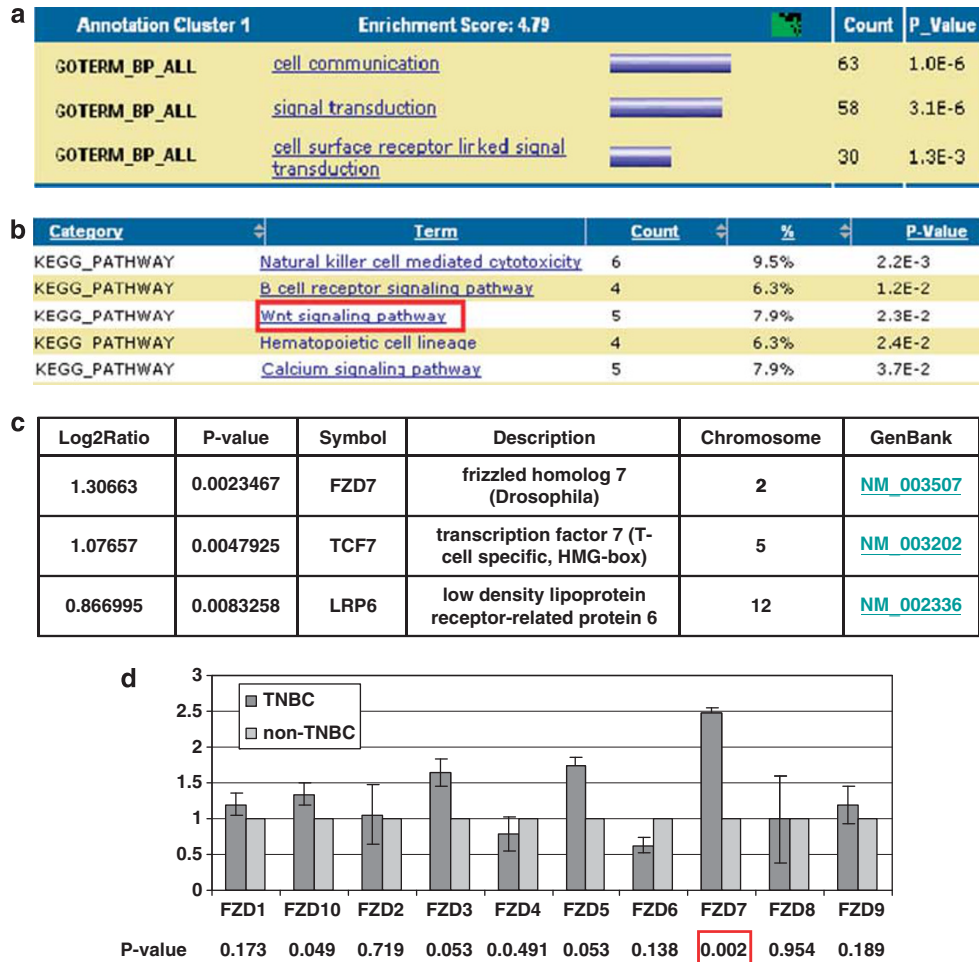 a
Annotation Cluster 1 Enrichment Score: 4.79 Count P_Value
GOTERM_BP_ALL cell communication 63 1.0E-6
GOTERM_BP_ALL signal transduction 58 3.1E-6
GOTERM_BP_ALL cell surface receptor linked signal transduction 30 1.3E-3
b
Category Term Count % P-Value
KEGG_PATHWAY Natural killer cell mediated cytotoxicity 6 9.5% 2.2E-3
KEGG_PATHWAY B cell receptor signaling pathway 4 6.3% 1.2E-2
KEGG_PATHWAY Wnt signaling pathway 5 7.9% 2.3E-2
KEGG_PATHWAY Hematopoietic cell lineage 4 6.3% 2.4E-2
KEGG_PATHWAY Calcium signaling pathway 5 7.9% 3.7E-2
c
Log2Ratio P-value Symbol Description Chromosome GenBank
1.30663 0.0023467 FZD7 frizzled homolog 7 (Drosophila) 2 NM_003507
1.07657 0.0047925 TCF7 transcription factor 7 (T-cell specific, HMG-box) 5 NM_003202
0.866995 0.0083258 LRP6 low density lipoprotein receptor-related protein 6 12 NM_002336
d
3
2.5
2
1.5
1
0.5
0
TNBC
non-TNBC
FZD1 FZD10 FZD2 FZD3 FZD4 FZD5 FZD6 FZD7 FZD8 FZD9
P-value 0.173 0.049 0.719 0.053 0.0.491 0.053 0.138 0.002 0.954 0.189